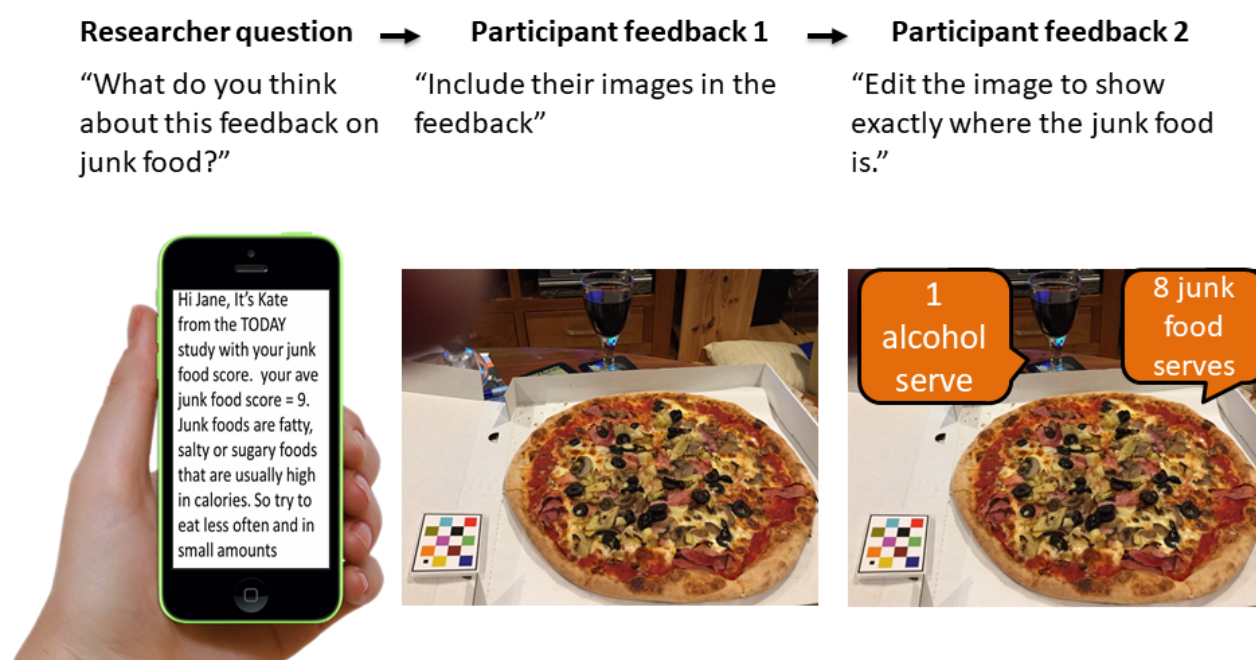 Researcher question
Participant feedback 1
Participant feedback 2
“What do you think
about this feedback on
junk food?”
“Include their images in the
feedback”
“Edit the image to show
exactly where the junk food
is.”
Hi Jane, It’s Kate
from the TODAY
study with your junk
food score.  your ave
junk food score = 9.
Junk foods are fatty,
salty or sugary foods
that are usually high
in calories. So try to
eat less often and in
small amounts
1
alcohol
serve
8 junk
food
serves